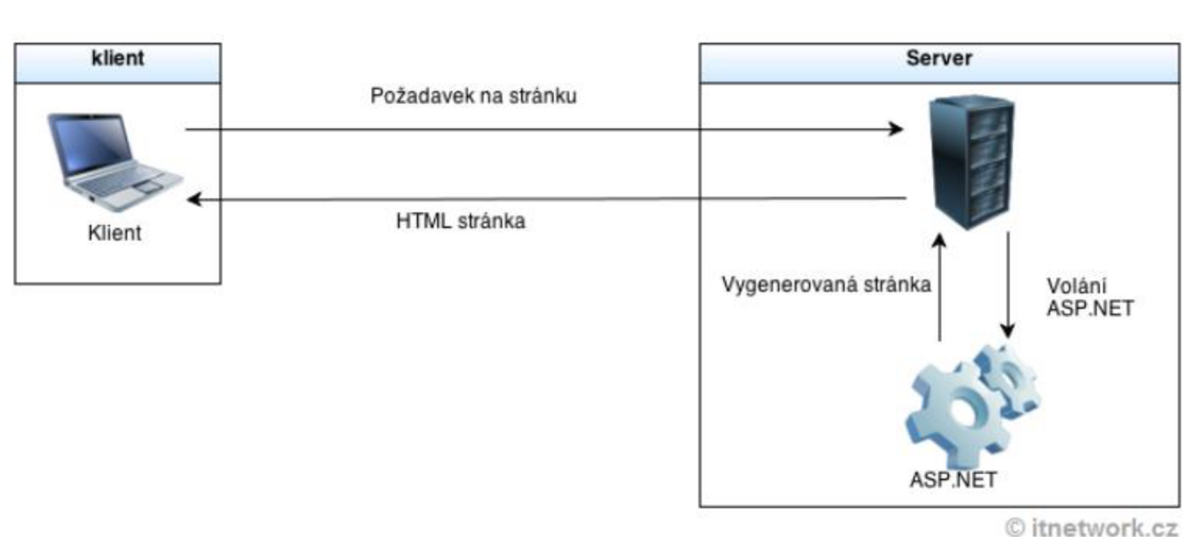 klient
Server
Požadavek na stránku
HTML stránka
Klient
Vygenerovaná stránka
Volání
ASP.NET
ASP.NET
© itnetwork.cz